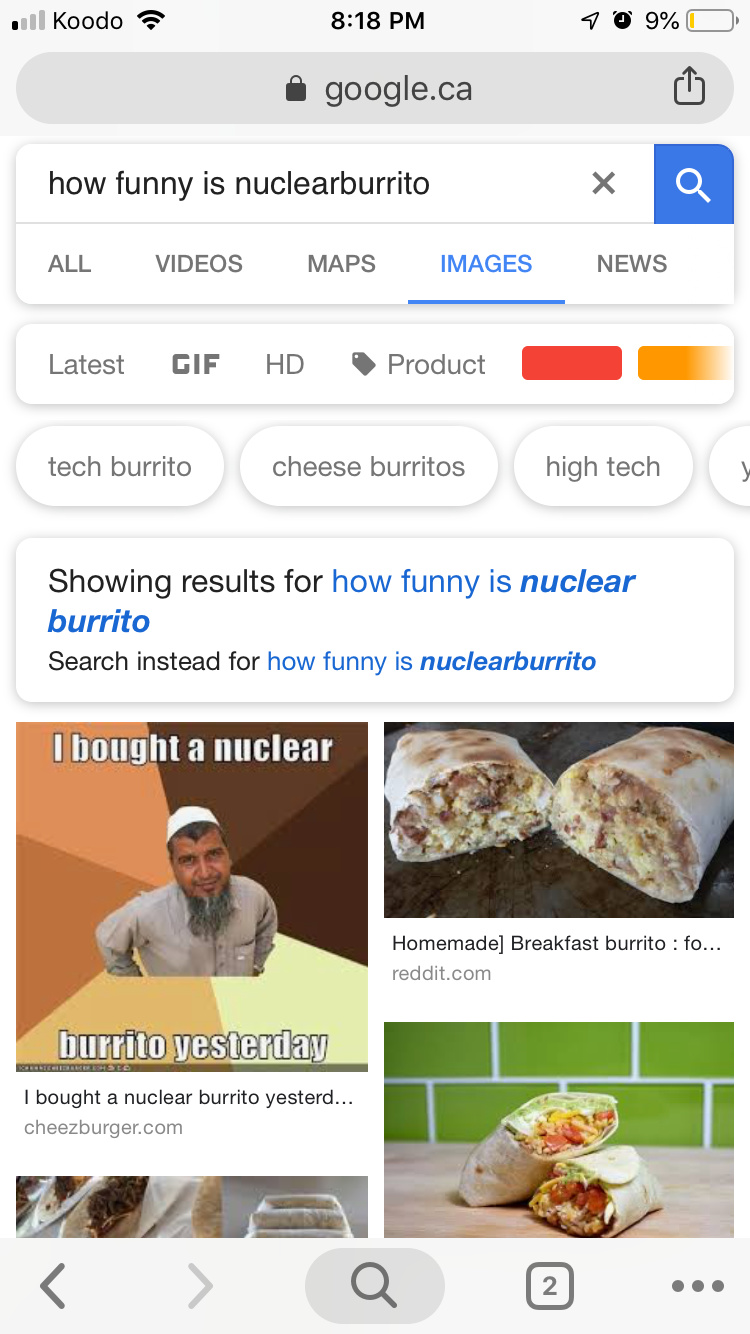 Koodo 8:18 PM 9%
google.ca
how funny is nuclearburrito
ALL VIDEOS MAPS IMAGES NEWS
Latest GIF HD Product
tech burrito cheese burritos high tech
Showing results for how funny is nuclear
burrito
Search instead for how funny is nuclearburrito
I bought a nuclear
burrito yesterday
I bought a nuclear burrito yesterd...
cheezburger.com
Homemade] Breakfast burrito : fo...
reddit.com
2